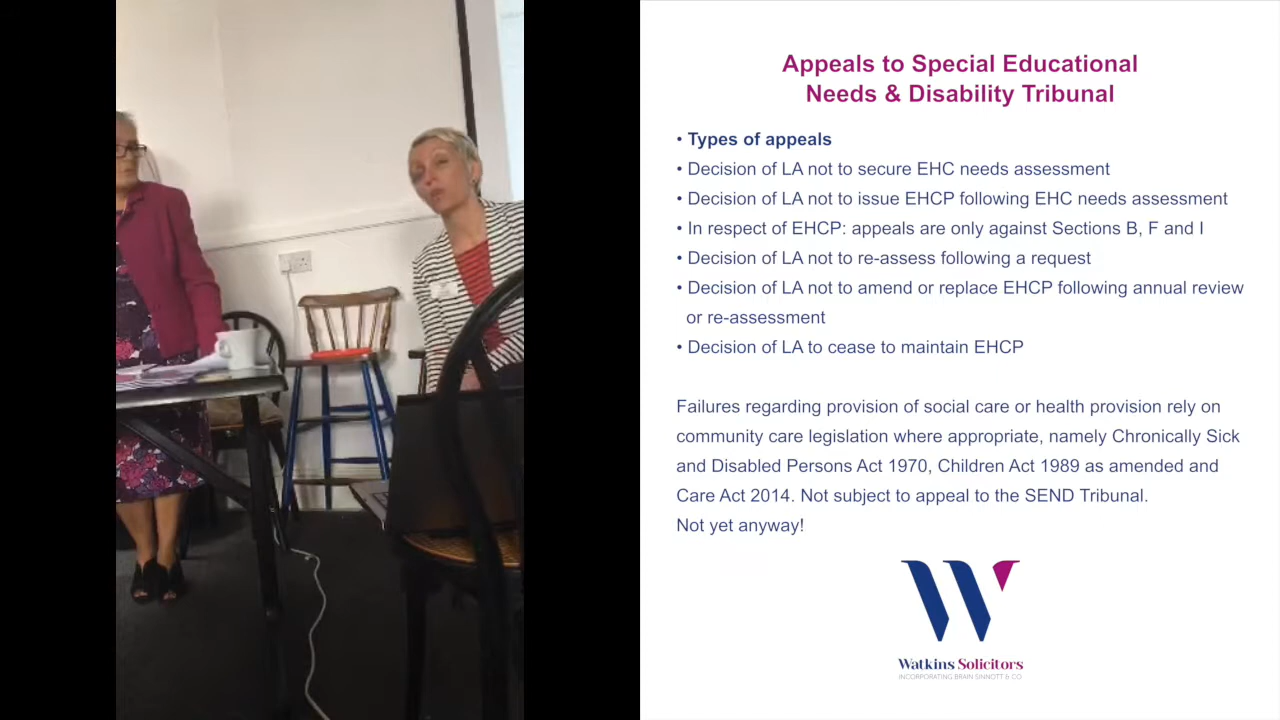 Appeals to Special Educational
Needs & Disability Tribunal
• Types of appeals
• Decision of LA not to secure EHC needs assessment
• Decision of LA not to issue EHCP following EHC needs assessment
• In respect of EHCP: appeals are only against Sections B, F and I
• Decision of LA not to re-assess following a request
• Decision of LA not to amend or replace EHCP following annual review
or re-assessment
• Decision of LA to cease to maintain EHCP
Failures regarding provision of social care or health provision rely on
community care legislation where appropriate, namely Chronically Sick
and Disabled Persons Act 1970, Children Act 1989 as amended and
Care Act 2014. Not subject to appeal to the SEND Tribunal.
Not yet anyway!
W
Watkins Solicitors
INCORPORATING BRAIN SINNOTT & CO